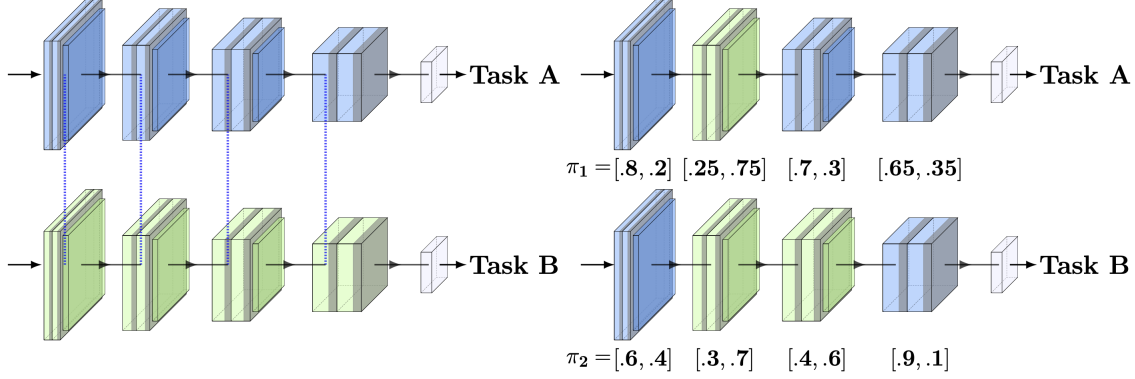 Task A
Task A
π₁ = [.8, .2] [.25, .75] [.7, .3] [.65, .35]
Task B
Task B
π₂ = [.6, .4] [.3, .7] [.4, .6] [.9, .1]